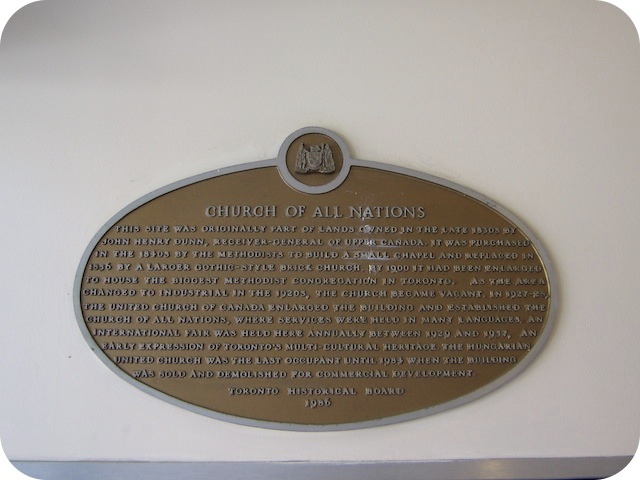 CHURCH OF ALL NATIONS
THIS SITE WAS ORIGINALLY PART OF LANDS OWNED IN THE LATE 1830S BY
JOHN HENRY DUNN, RECEIVER-GENERAL OF UPPER CANADA. IT WAS PURCHASED
IN THE 1840S BY THE METHODISTS TO BUILD A SMALL CHAPEL AND REPLACED IN
1856 BY A LARGER GOTHIC-STYLE BRICK CHURCH. BY 1900 IT HAD BEEN ENLARGED
TO HOUSE THE BIGGEST METHODIST CONGREGATION IN TORONTO. AS THE AREA
CHANGED TO INDUSTRIAL IN THE 1920S, THE CHURCH BECAME VACANT. IN 1927-28
THE UNITED CHURCH OF CANADA ENLARGED THE BUILDING AND ESTABLISHED THE
CHURCH OF ALL NATIONS, WHERE SERVICES WERE HELD IN MANY LANGUAGES. AN
INTERNATIONAL FAIR WAS HELD HERE ANNUALLY BETWEEN 1929 AND 1937, AN
EARLY EXPRESSION OF TORONTO'S MULTI-CULTURAL HERITAGE. THE HUNGARIAN
UNITED CHURCH WAS THE LAST OCCUPANT UNTIL 1984 WHEN THE BUILDING
WAS SOLD AND DEMOLISHED FOR COMMERCIAL DEVELOPMENT.
TORONTO HISTORICAL BOARD
1986